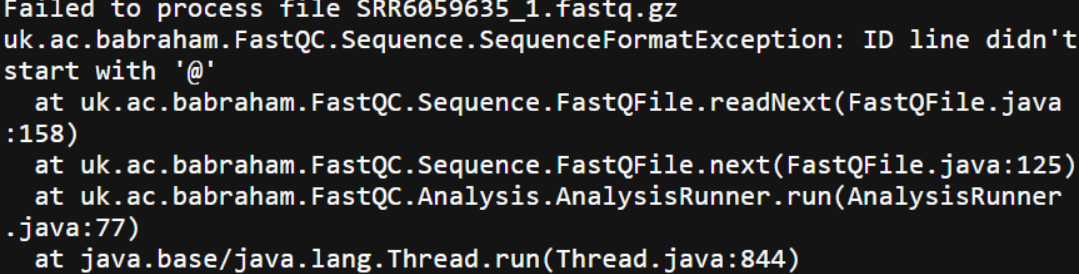 Failed to process file SRR6059635_1.fastq.gz
uk.ac.babraham.FastQC.Sequence.SequenceFormatException: ID line didn't
start with '@'
  at uk.ac.babraham.FastQC.Sequence.FastQFile.readNext(FastQFile.java
:158)
  at uk.ac.babraham.FastQC.Sequence.FastQFile.next(FastQFile.java:125)
  at uk.ac.babraham.FastQC.Analysis.AnalysisRunner.run(AnalysisRunner
.java:77)
  at java.base/java.lang.Thread.run(Thread.java:844)